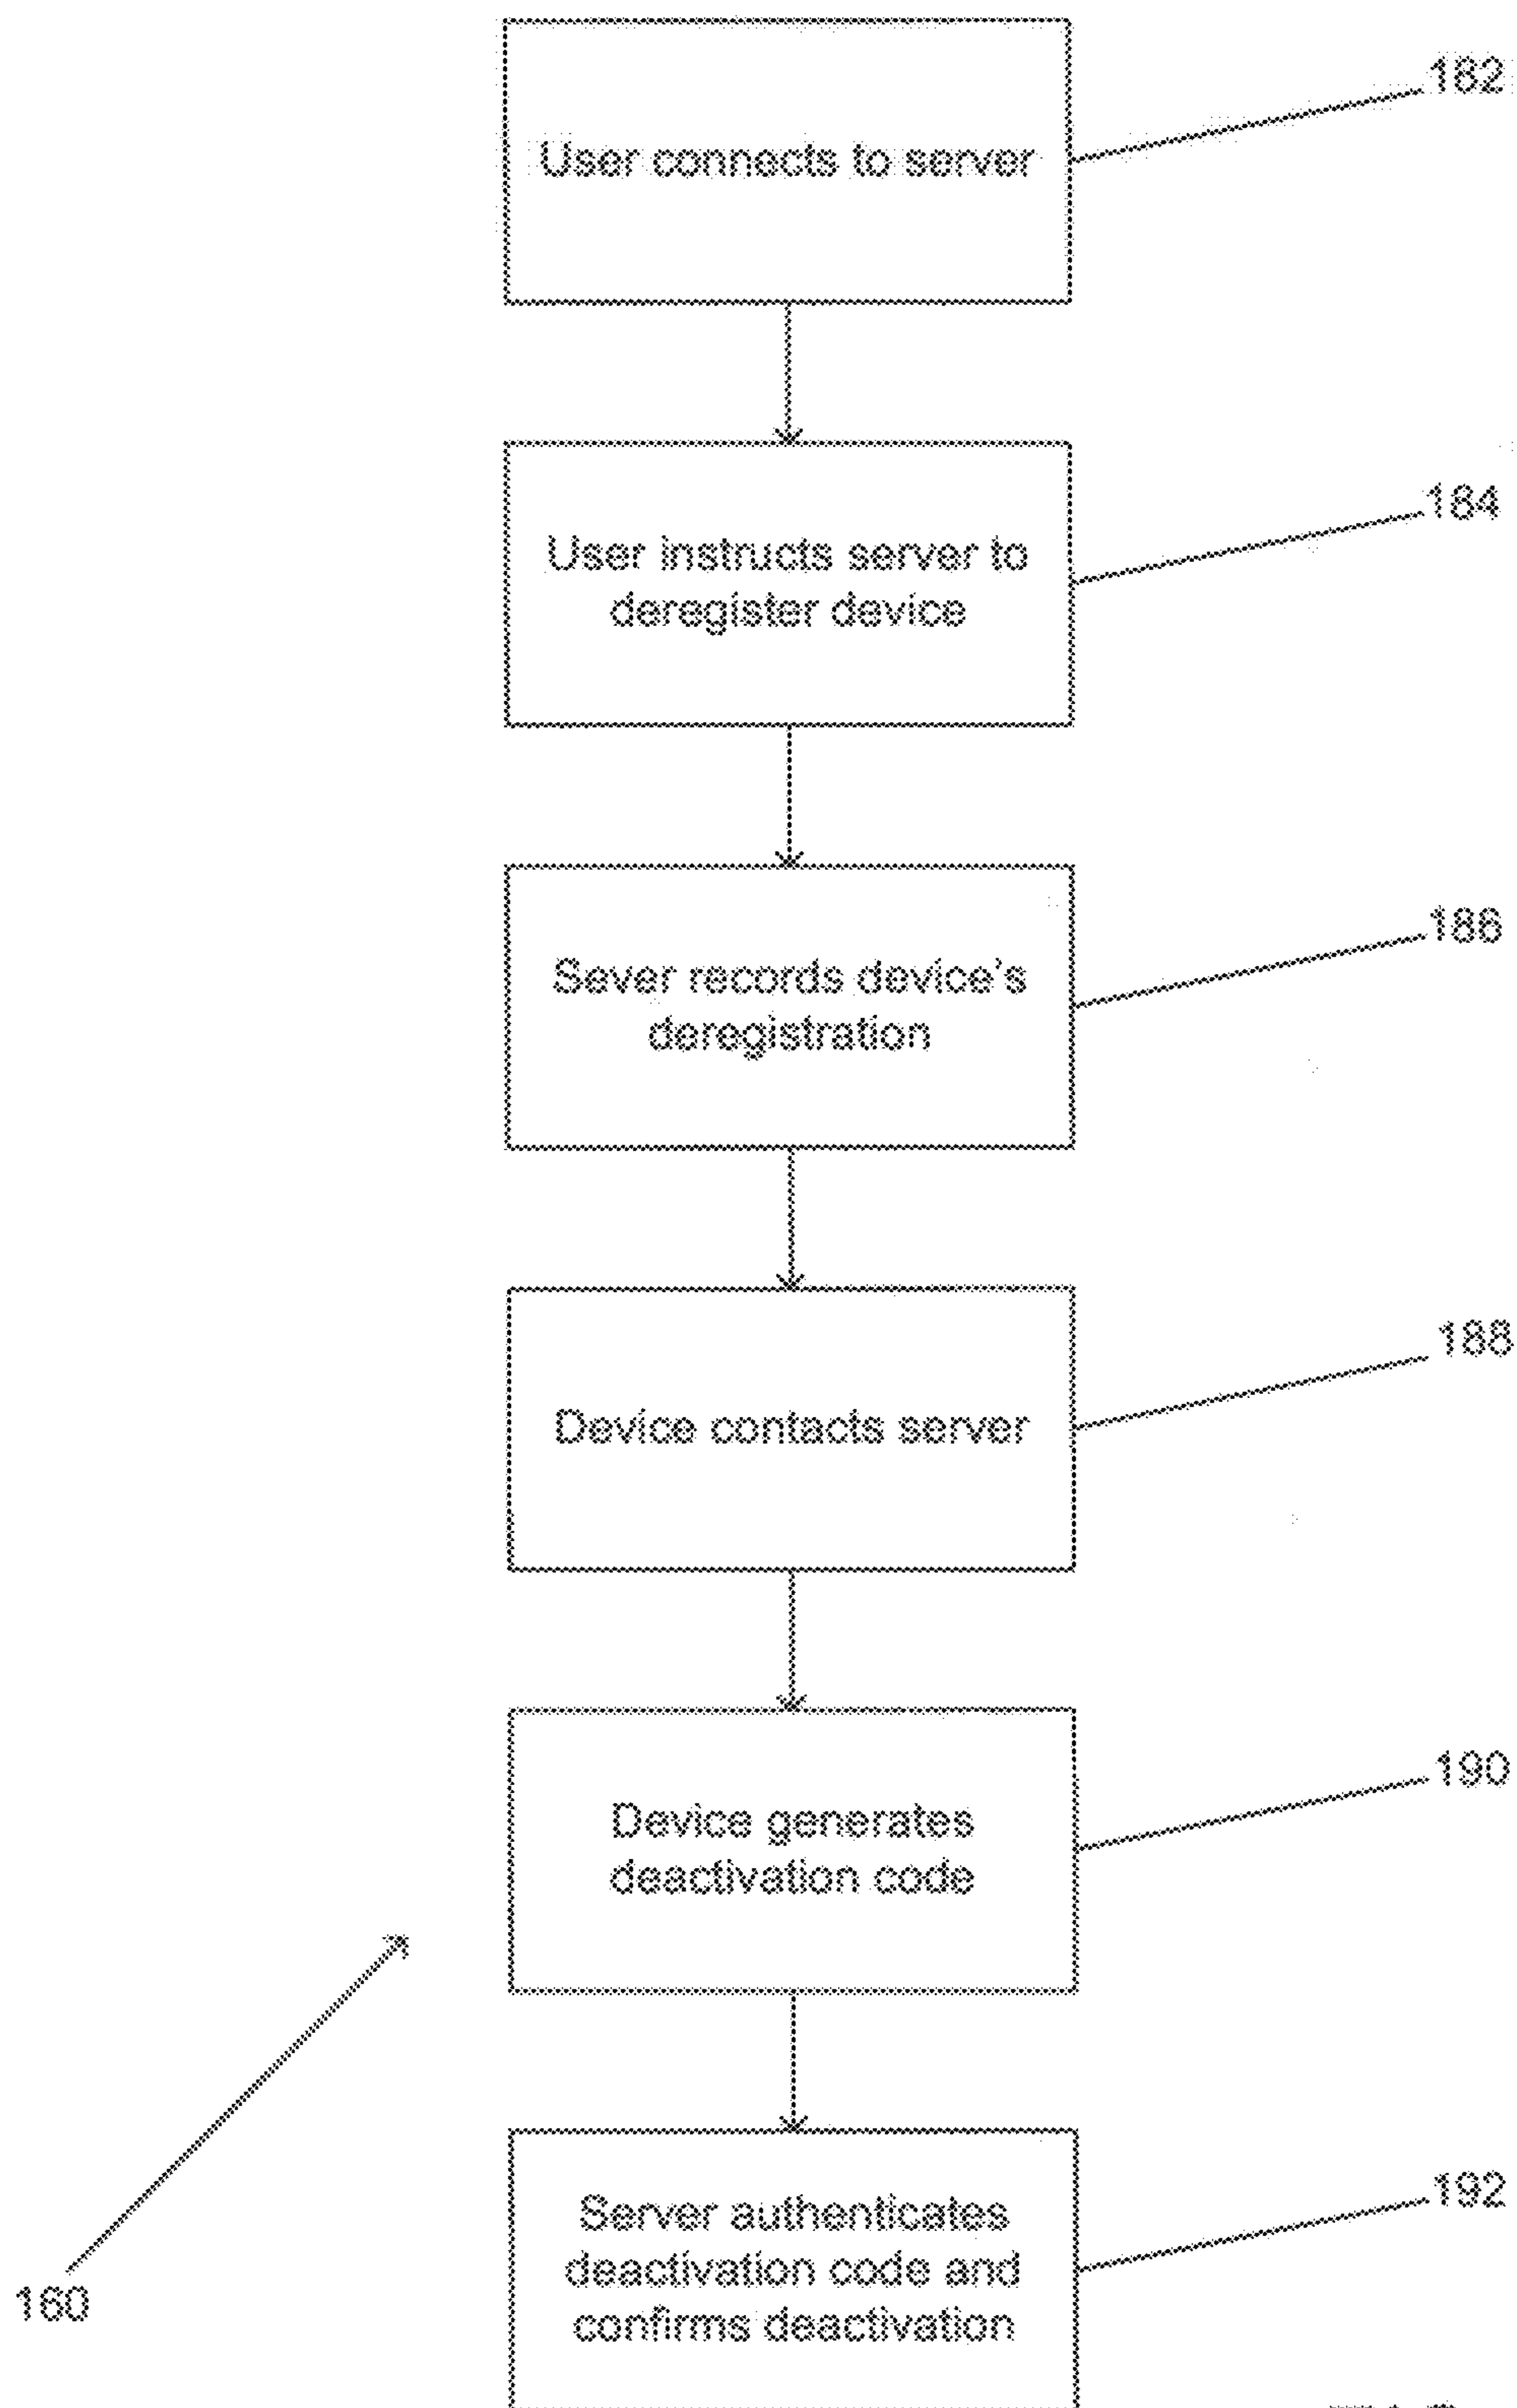 182
User connects to server
184
User instructs server to
deregister device
186
Sever records device's
deregistration
188
Device contacts server
190
Device generates
deactivation code
192
Server authenticates
deactivation code and
confirms deactivation
160